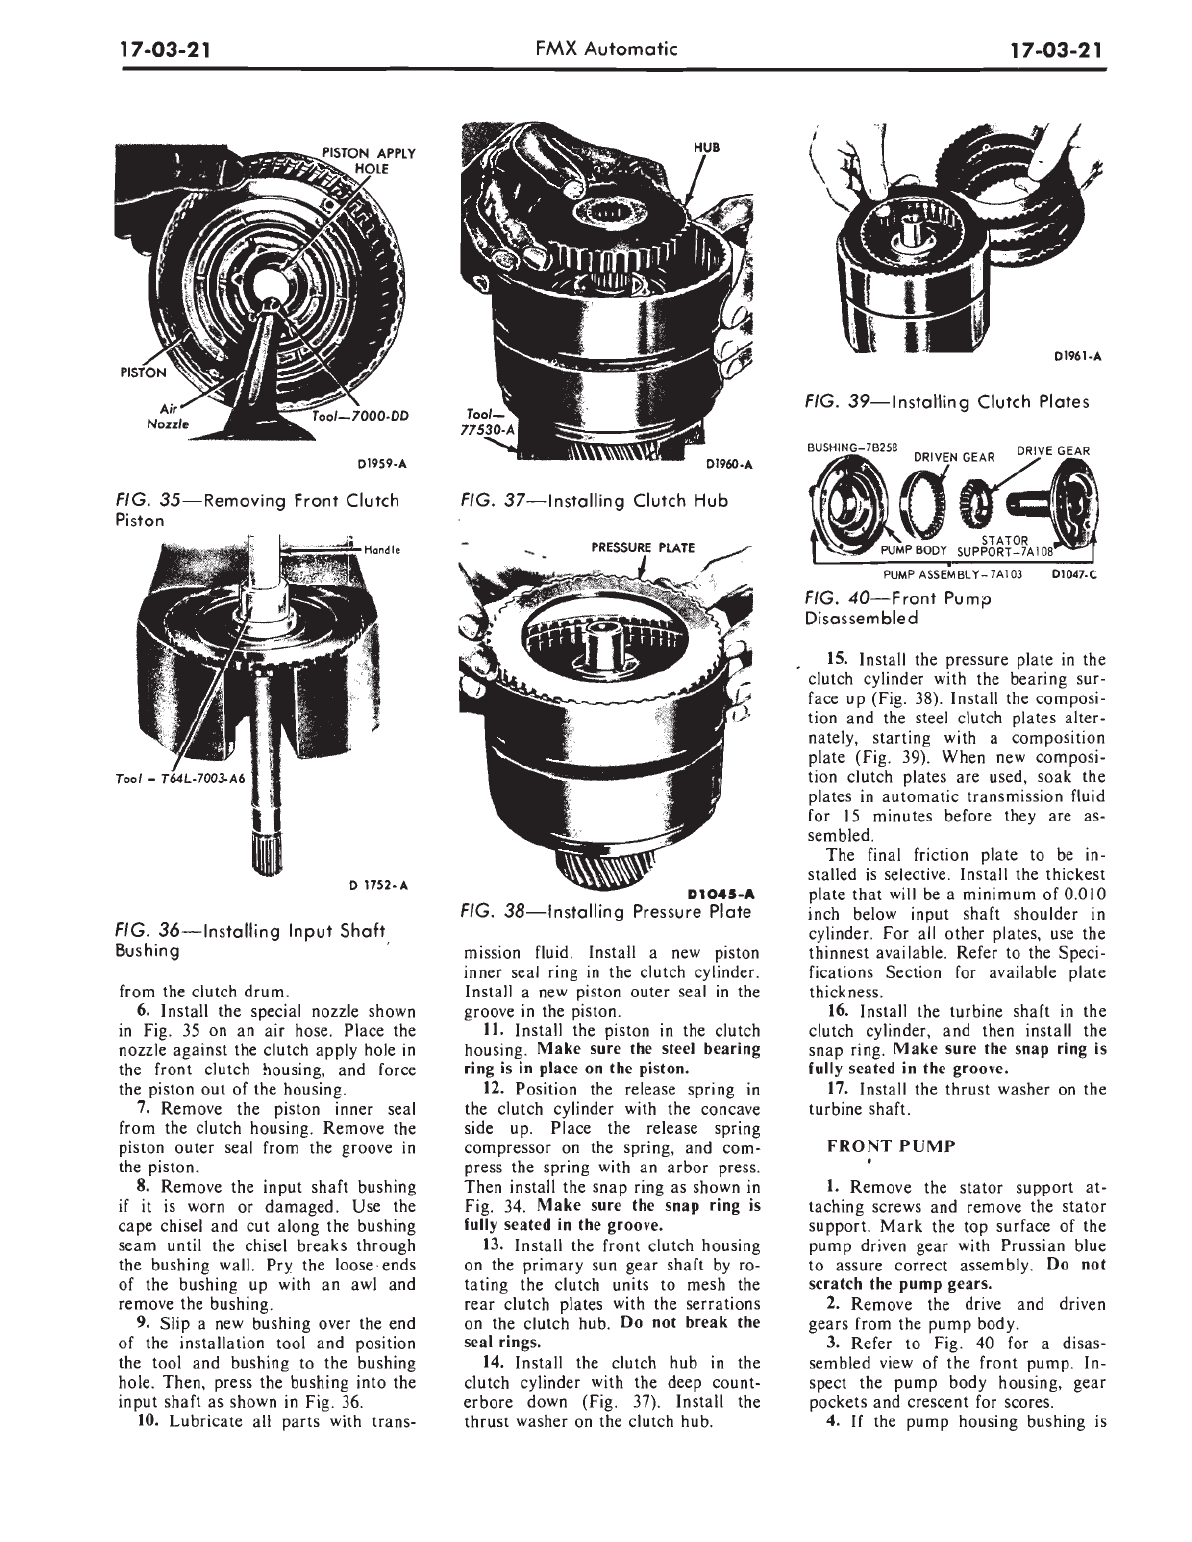 17-03-21
FMX Automatic
17-03-21
PISTON APPLY
HOLE
PISTON
Air
Nozzle
Tool—7000-DD
D1959-A
FIG. 35—Removing Front Clutch
Piston
Handle
Tool - T64L-7003-A6
D 1752-A
FIG. 36—Installing Input Shaft
Bushing
from the clutch drum.
6. Install the special nozzle shown
in Fig. 35 on an air hose. Place the
nozzle against the clutch apply hole in
the front clutch housing, and force
the piston out of the housing.
7. Remove the piston inner seal
from the clutch housing. Remove the
piston outer seal from the groove in
the piston.
8. Remove the input shaft bushing
if it is worn or damaged. Use the
cape chisel and cut along the bushing
seam until the chisel breaks through
the bushing wall. Pry the loose ends
of the bushing up with an awl and
remove the bushing.
9. Slip a new bushing over the end
of the installation tool and position
the tool and bushing to the bushing
hole. Then, press the bushing into the
input shaft as shown in Fig. 36.
10. Lubricate all parts with trans-
HUB
Tool—
77530-A
D1960-A
FIG. 37—Installing Clutch Hub
PRESSURE PLATE
D1045-A
FIG. 38—Installing Pressure Plate
mission fluid. Install a new piston
inner seal ring in the clutch cylinder.
Install a new piston outer seal in the
groove in the piston.
11. Install the piston in the clutch
housing. Make sure the steel bearing
ring is in place on the piston.
12. Position the release spring in
the clutch cylinder with the concave
side up. Place the release spring
compressor on the spring, and com-
press the spring with an arbor press.
Then install the snap ring as shown in
Fig. 34. Make sure the snap ring is
fully seated in the groove.
13. Install the front clutch housing
on the primary sun gear shaft by ro-
tating the clutch units to mesh the
rear clutch plates with the serrations
on the clutch hub. Do not break the
seal rings.
14. Install the clutch hub in the
clutch cylinder with the deep count-
erbore down (Fig. 37). Install the
thrust washer on the clutch hub.
D1961-A
FIG. 39—Installing Clutch Plates
BUSHING-7B258
DRIVEN GEAR
DRIVE GEAR
PUMP BODY
STATOR
SUPPORT-7A108
PUMP ASSEMBLY-7A103
D1047-C
FIG. 40—Front Pump
Disassembled
15. Install the pressure plate in the
clutch cylinder with the bearing sur-
face up (Fig. 38). Install the composi-
tion and the steel clutch plates alter-
nately, starting with a composition
plate (Fig. 39). When new composi-
tion clutch plates are used, soak the
plates in automatic transmission fluid
for 15 minutes before they are as-
sembled.
The final friction plate to be in-
stalled is selective. Install the thickest
plate that will be a minimum of 0.010
inch below input shaft shoulder in
cylinder. For all other plates, use the
thinnest available. Refer to the Speci-
fications Section for available plate
thickness.
16. Install the turbine shaft in the
clutch cylinder, and then install the
snap ring. Make sure the snap ring is
fully seated in the groove.
17. Install the thrust washer on the
turbine shaft.
FRONT PUMP
1. Remove the stator support at-
taching screws and remove the stator
support. Mark the top surface of the
pump driven gear with Prussian blue
to assure correct assembly. Do not
scratch the pump gears.
2. Remove the drive and driven
gears from the pump body.
3. Refer to Fig. 40 for a disas-
sembled view of the front pump. In-
spect the pump body housing, gear
pockets and crescent for scores.
4. If the pump housing bushing is